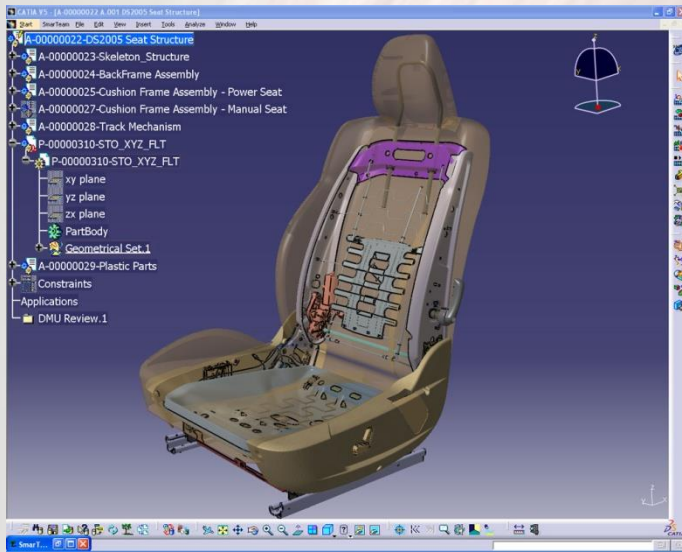 CATIA V5 - [A-00000022 A.001 DS2005 Seat Structure]
Start SmarTeam File Edit View Insert Tools Analyze Window Help
A-00000022-DS2005 Seat Structure
A-00000023-Skeleton_Structure
A-00000024-BackFrame Assembly
A-00000025-Cushion Frame Assembly - Power Seat
A-00000027-Cushion Frame Assembly - Manual Seat
A-00000028-Track Mechanism
P-00000310-STO_XYZ_FLT
P-00000310-STO_XYZ_FLT
xy plane
yz plane
zx plane
PartBody
Geometrical Set.1
A-00000029-Plastic Parts
Constraints
Applications
DMU Review.1
SmarT...